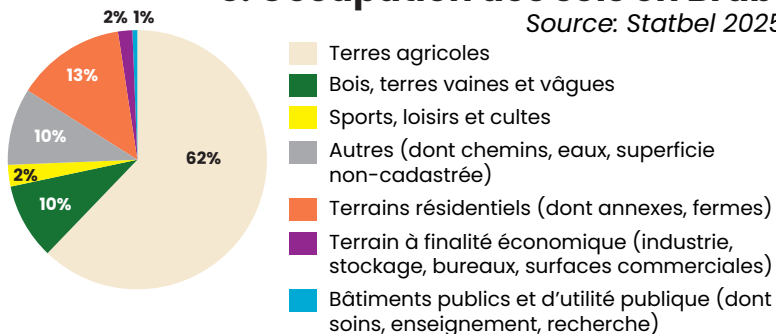 Source: Statbel 2025
2% 1%
13%
10%
2%
10%
62%
Terres agricoles
Bois, terres vaines et vâgues
Sports, loisirs et cultes
Autres (dont chemins, eaux, superficie
non-cadastrée)
Terrains résidentiels (dont annexes, fermes)
Terrain à finalité économique (industrie,
stockage, bureaux, surfaces commerciales)
Bâtiments publics et d’utilité publique (dont
soins, enseignement, recherche)